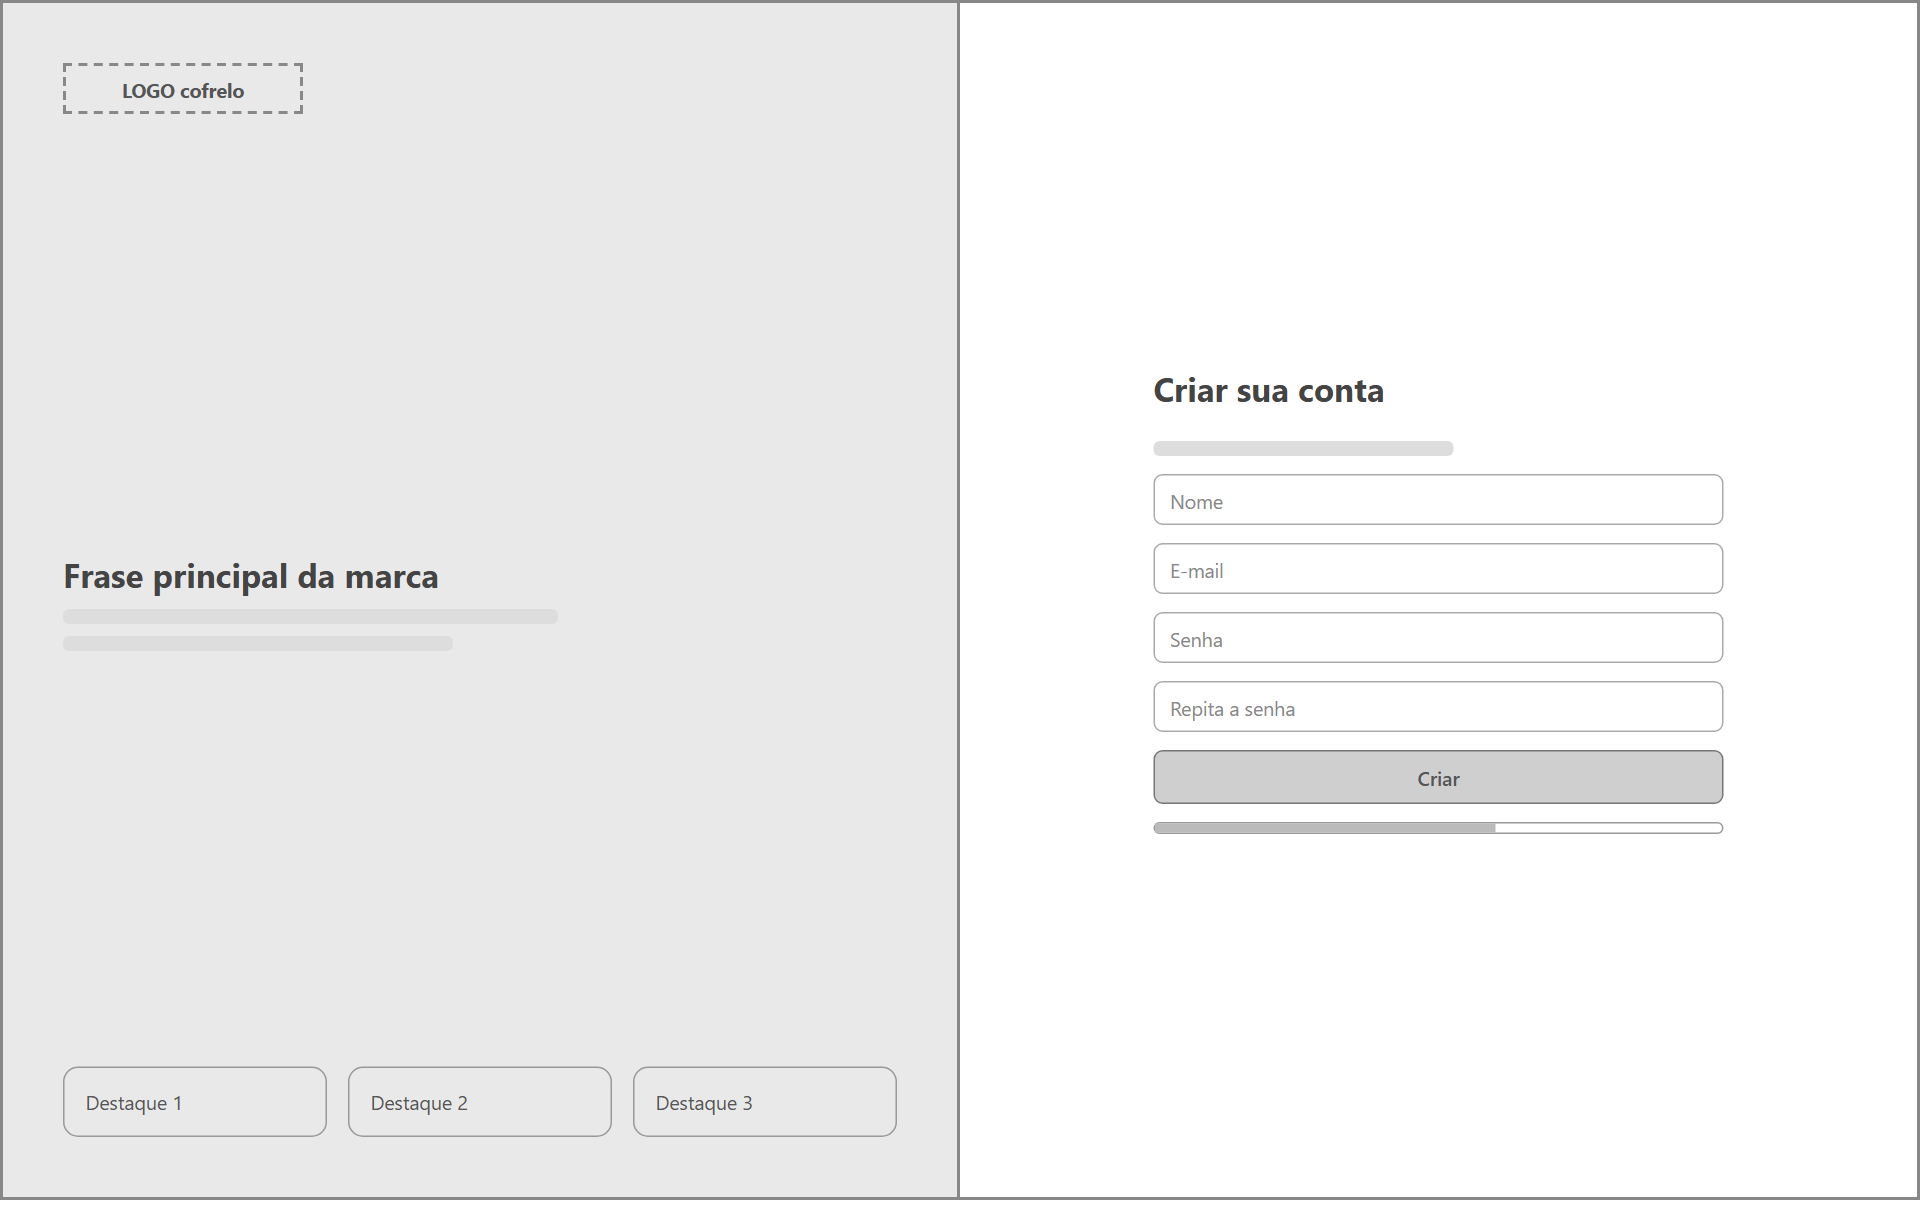 LOGO cofrelo
Frase principal da marca
Destaque 1
Destaque 2
Destaque 3
Criar sua conta
Nome
E-mail
Senha
Repita a senha
Criar